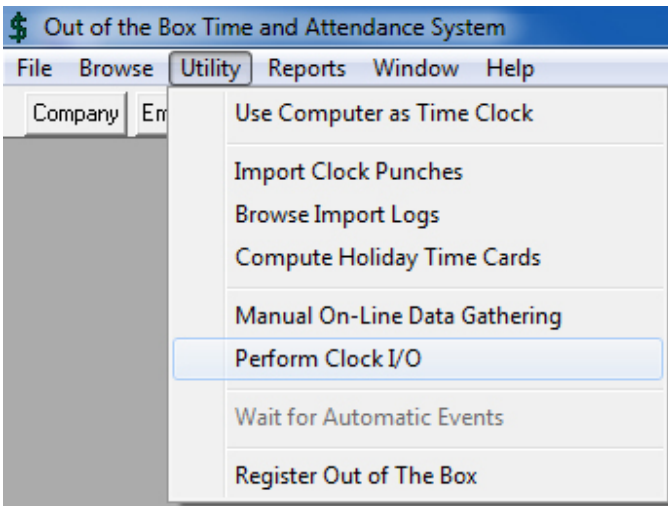 $ Out of the Box Time and Attendance System
File Browse Utility Reports Window Help
Company Em
Use Computer as Time Clock
Import Clock Punches
Browse Import Logs
Compute Holiday Time Cards
Manual On-Line Data Gathering
Perform Clock I/O
Wait for Automatic Events
Register Out of The Box